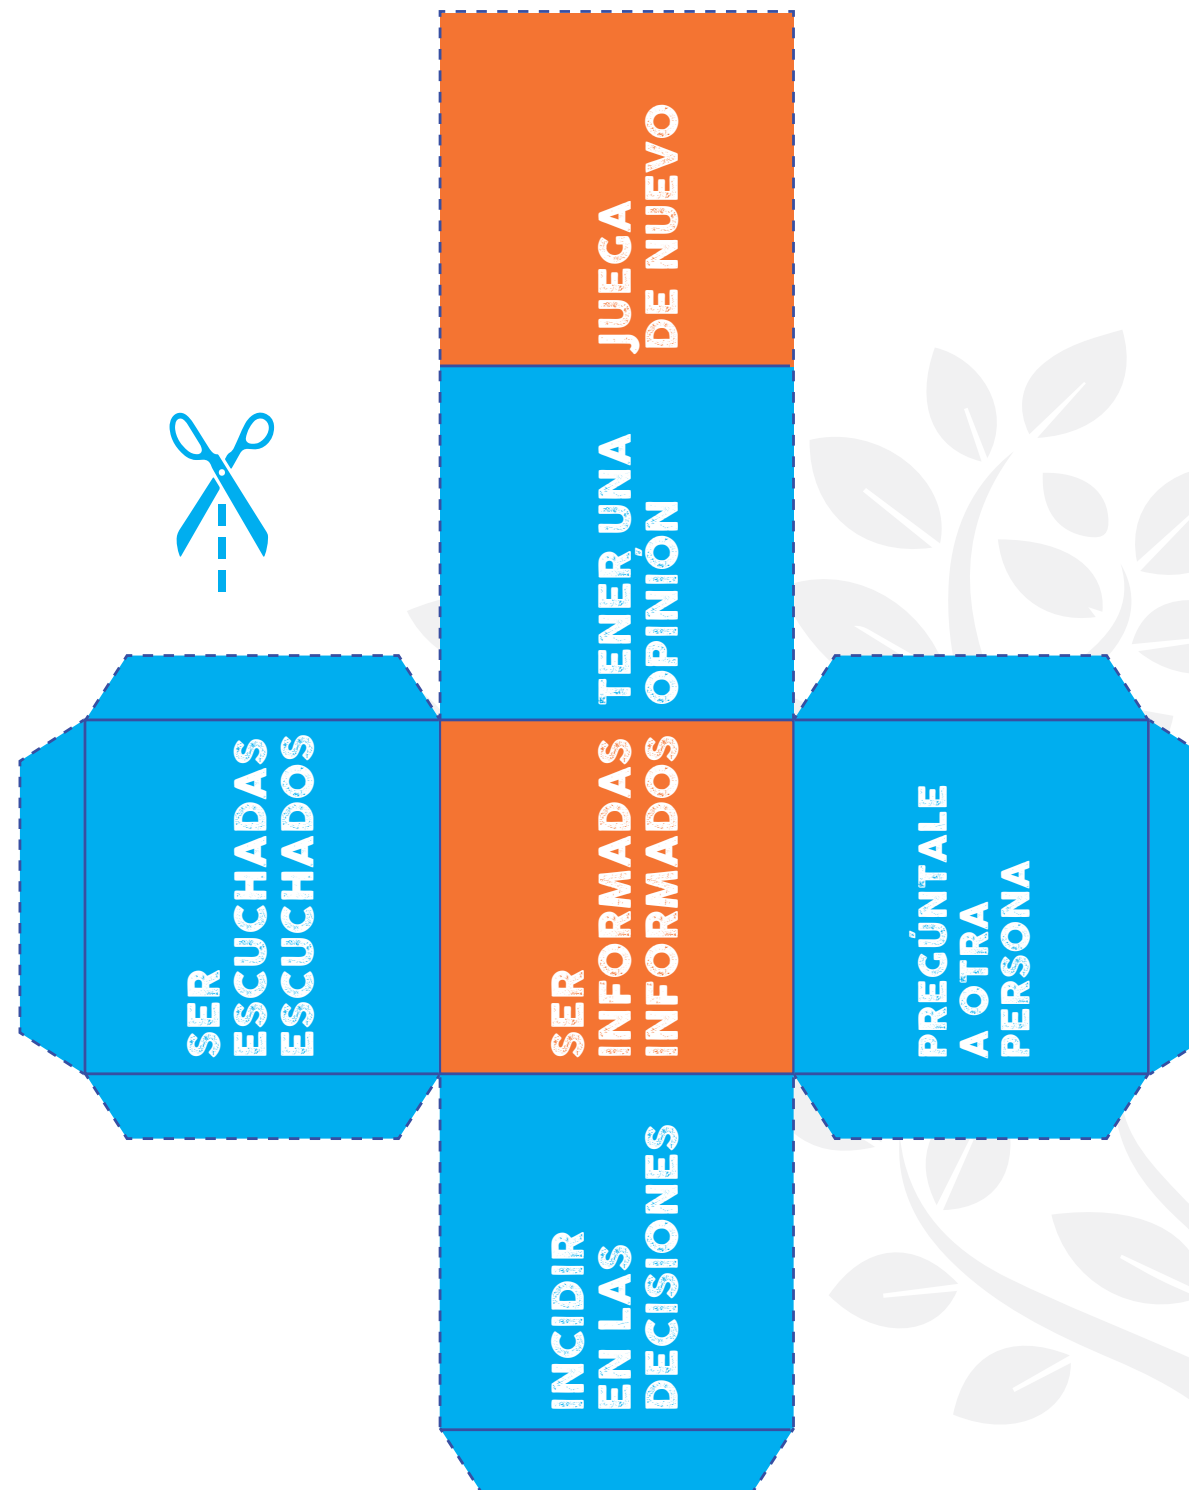 JUEGA
DE NUEVO
TENER UNA
OPINIÓN
SER
ESCUCHADAS
ESCUCHADOS
SER
INFORMADAS
INFORMADOS
PREGÚNTALE
A OTRA
PERSONA
INCIDIR
EN LAS
DECISIONES